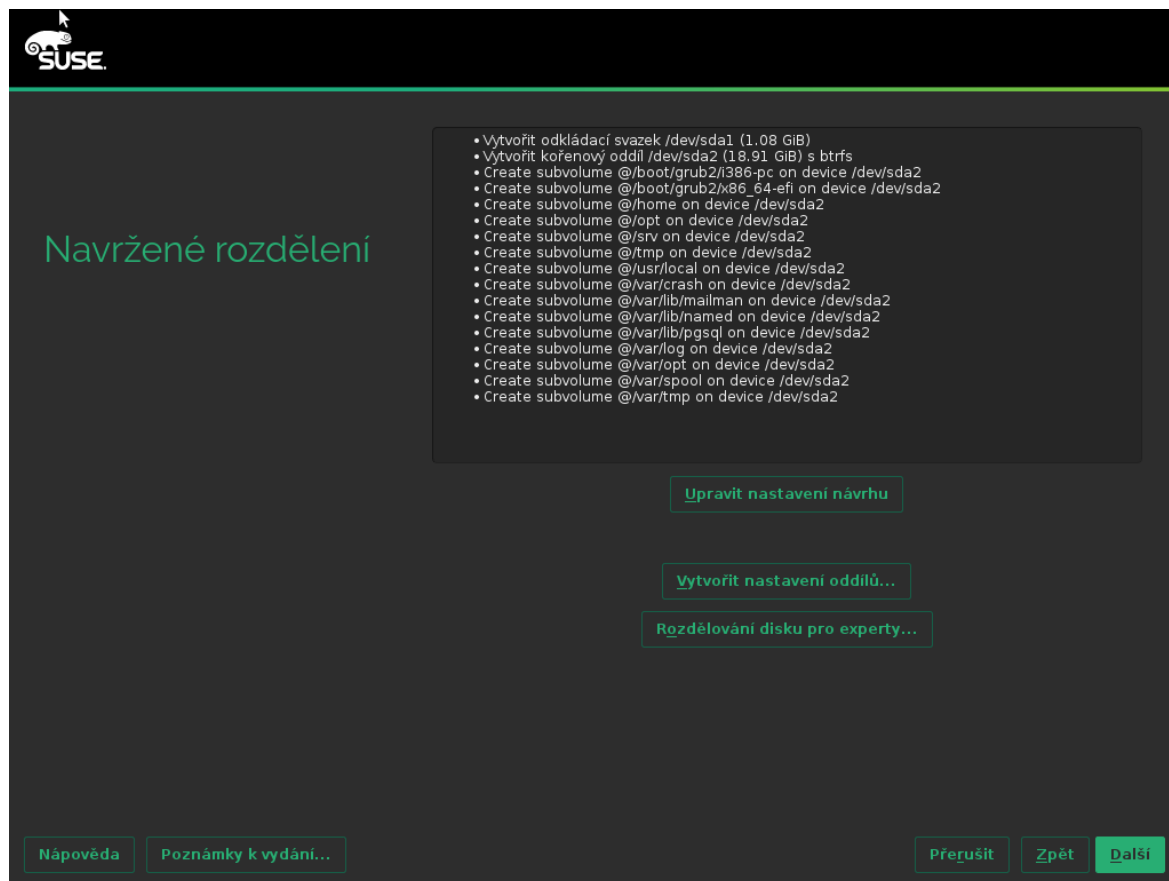 SUSE.
Navržené rozdělení
• Vytvořit odkládací svazek /dev/sda1 (1.08 GiB)
• Vytvořit kořenový oddíl /dev/sda2 (18.91 GiB) s btrfs
• Create subvolume @/boot/grub2/i386-pc on device /dev/sda2
• Create subvolume @/boot/grub2/x86_64-efi on device /dev/sda2
• Create subvolume @/home on device /dev/sda2
• Create subvolume @/opt on device /dev/sda2
• Create subvolume @/srv on device /dev/sda2
• Create subvolume @/tmp on device /dev/sda2
• Create subvolume @/usr/local on device /dev/sda2
• Create subvolume @/var/crash on device /dev/sda2
• Create subvolume @/var/lib/mailman on device /dev/sda2
• Create subvolume @/var/lib/named on device /dev/sda2
• Create subvolume @/var/lib/pgsql on device /dev/sda2
• Create subvolume @/var/log on device /dev/sda2
• Create subvolume @/var/opt on device /dev/sda2
• Create subvolume @/var/spool on device /dev/sda2
• Create subvolume @/var/tmp on device /dev/sda2
Upravit nastavení návrhu
Vytvořit nastavení oddílů...
Rozdělování disku pro experty...
Nápověda Poznámky k vydání... Přerušit Zpět Další